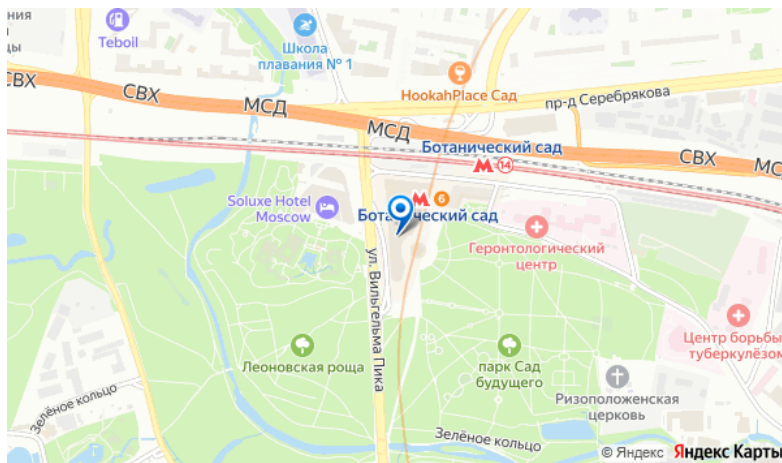 ния
цы
Teboil
Школа
плавания № 1
HookahPlace Сад
пр-д Серебрякова
СВХ
СВХ
МСД
МСД
СВХ
МС
Ботанический сад
14
6
Ботанический сад
Soluxe Hotel
Moscow
ул. Вильгельма Пика
Геронтологический
центр
Центр борьбы
туберкулёзом
Леоновская роща
парк Сад
будущего
Ризоположенская
церковь
Зелёное кольцо
Зелёное кольцо
© Яндекс Яндекс Карты